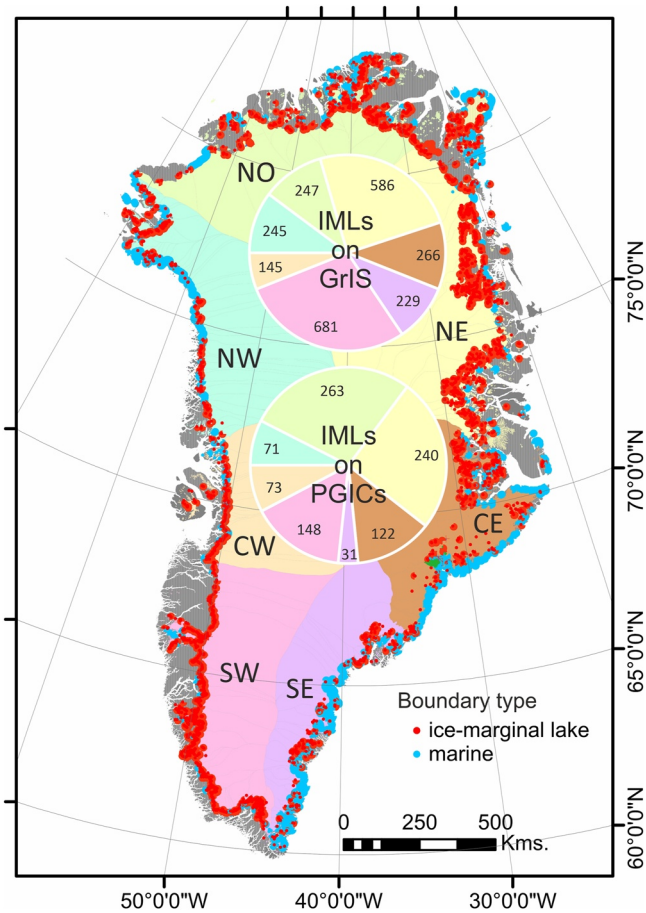 NO
247
586
245
IMLs
on
GrIS
266
145
229
681
75°0'0"N
NW
NE
263
IMLs
on
PGICs
71
240
73
148
31
122
70°0'0"N
CW
CE
SW
SE
65°0'0"N
Boundary type
ice-marginal lake
marine
0 250 500
Kms.
60°0'0"N
50°0'0"W 40°0'0"W 30°0'0"W